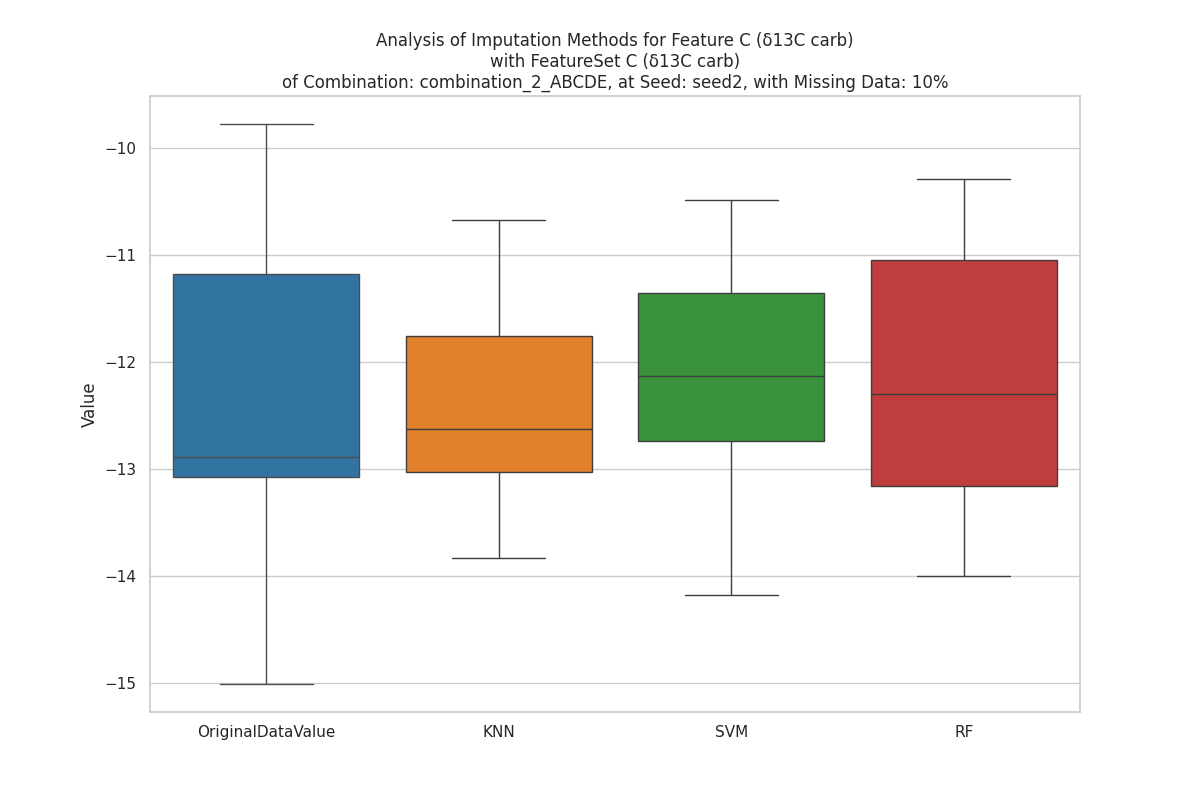 Analysis of Imputation Methods for Feature C (δ13C carb)
with FeatureSet C (δ13C carb)
of Combination: combination_2_ABCDE, at Seed: seed2, with Missing Data: 10%
Value
−10
−11
−12
−13
−14
−15
OriginalDataValue
KNN
SVM
RF